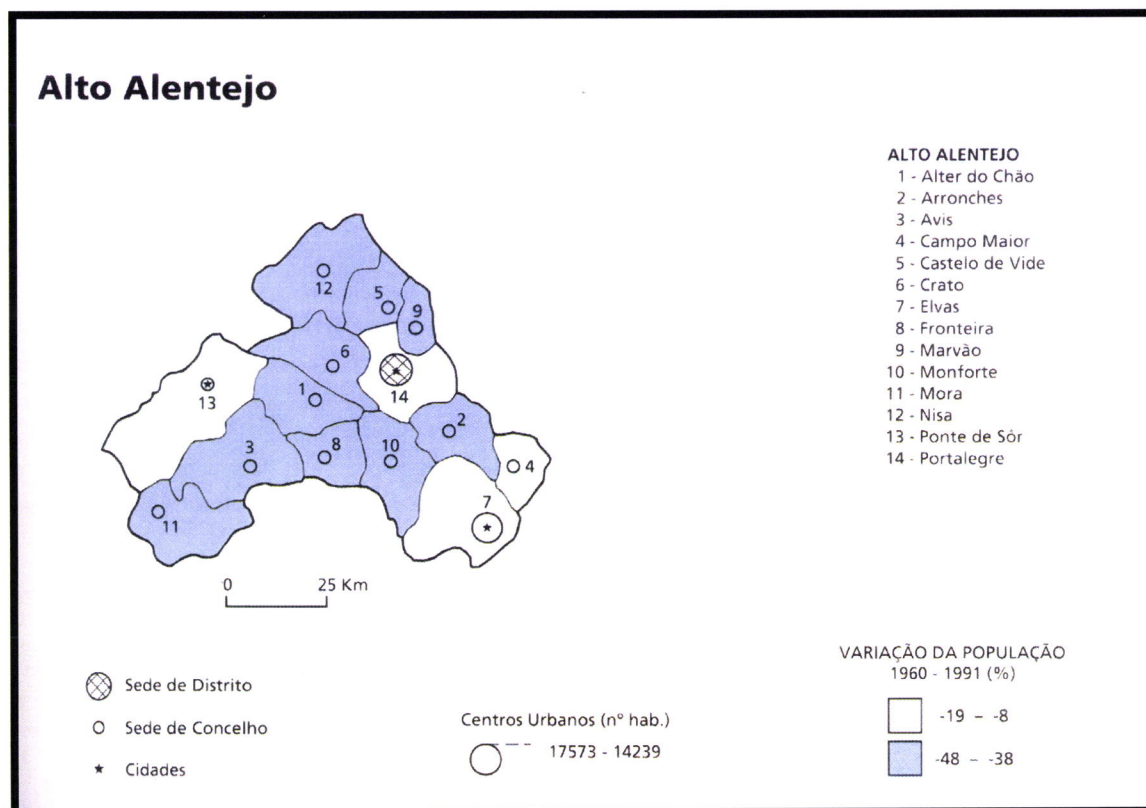 Alto Alentejo
ALTO ALENTEJO
1 - Alter do Chão
2 - Arronches
3 - Avis
4 - Campo Maior
5 - Castelo de Vide
6 - Crato
7 - Elvas
8 - Fronteira
9 - Marvão
10 - Monforte
11 - Mora
12 - Nisa
13 - Ponte de Sôr
14 - Portalegre
12
5
9
6
14
13
1
2
3
8
10
4
7
11
0 25 Km
Sede de Distrito
Sede de Concelho
Cidades
Centros Urbanos (nº hab.)
17573 - 14239
VARIAÇÃO DA POPULAÇÃO
1960 - 1991 (%)
-19 – -8
-48 – -38